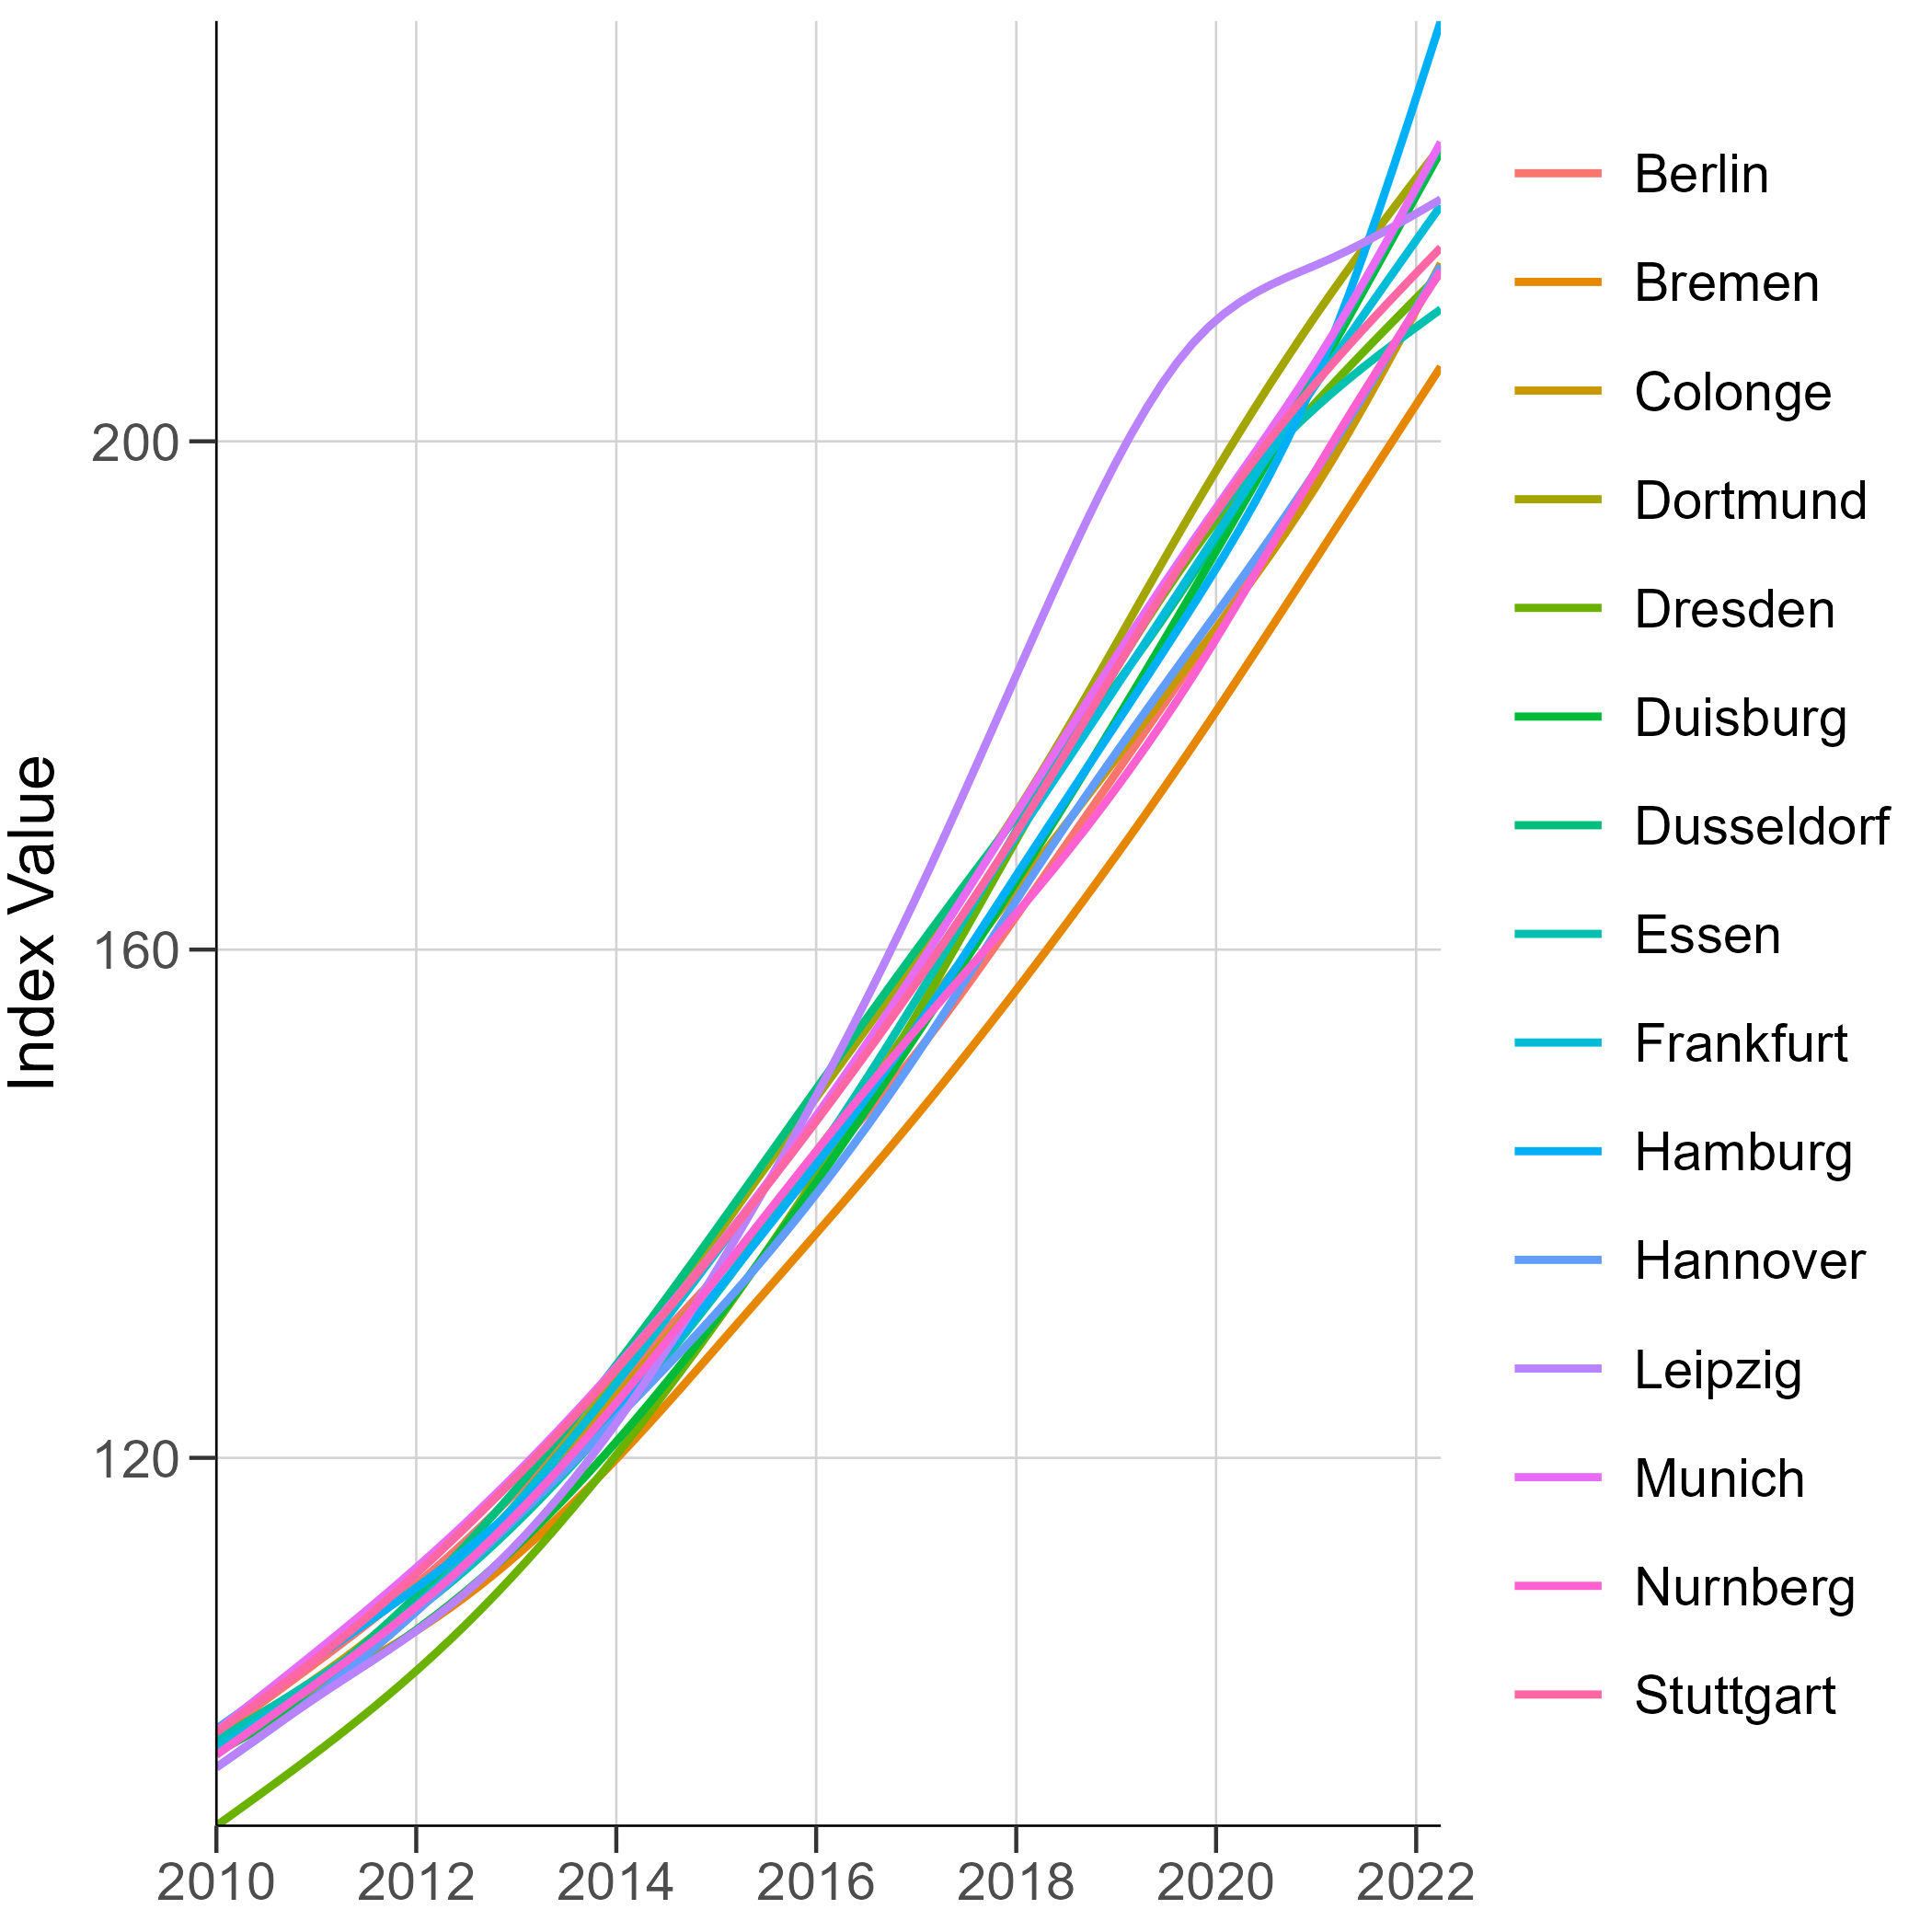 Index Value
200
160
120
2010 2012 2014 2016 2018 2020 2022
Berlin
Bremen
Colonge
Dortmund
Dresden
Duisburg
Dusseldorf
Essen
Frankfurt
Hamburg
Hannover
Leipzig
Munich
Nurnberg
Stuttgart